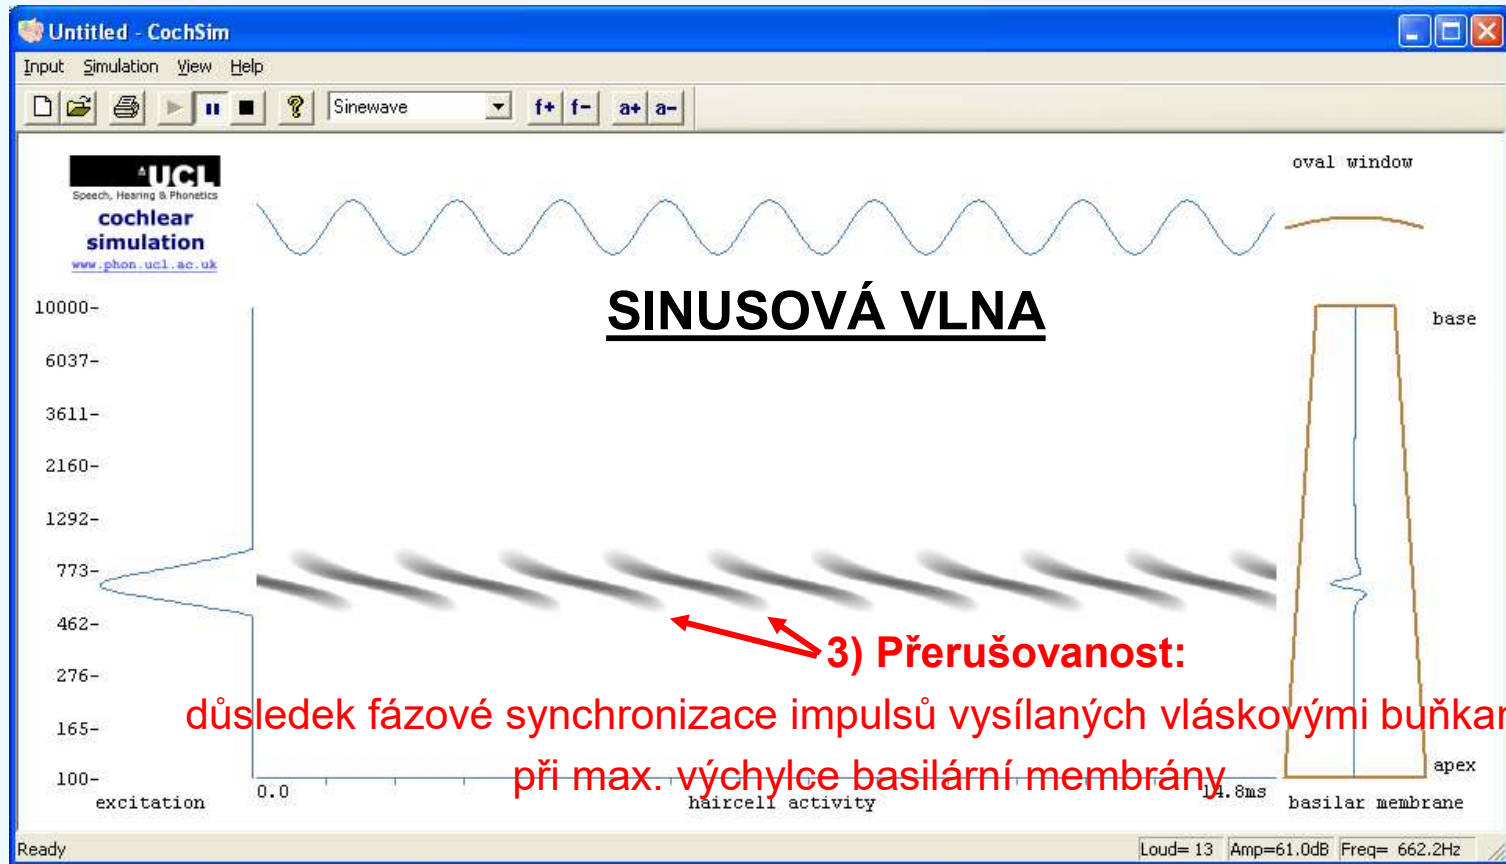 Untitled - CochSim
Input Simulation View Help
Sinewave f+ f- a+ a-
UCL
Speech, Hearing & Phonetics
cochlear
simulation
www.phon.ucl.ac.uk
oval window
SINUSOVÁ VLNA
10000-
6037-
3611-
2160-
1292-
773-
462-
276-
165-
100-
base
3) Přerušovanost:
důsledek fázové synchronizace impulsů vysílaných vláskovými
při max. výchylce basilární membrány
apex
excitation
0.0
haircell activity
14.8ms
basilar membrane
Ready
Loud= 13 Amp=61.0dB Freq= 662.2Hz